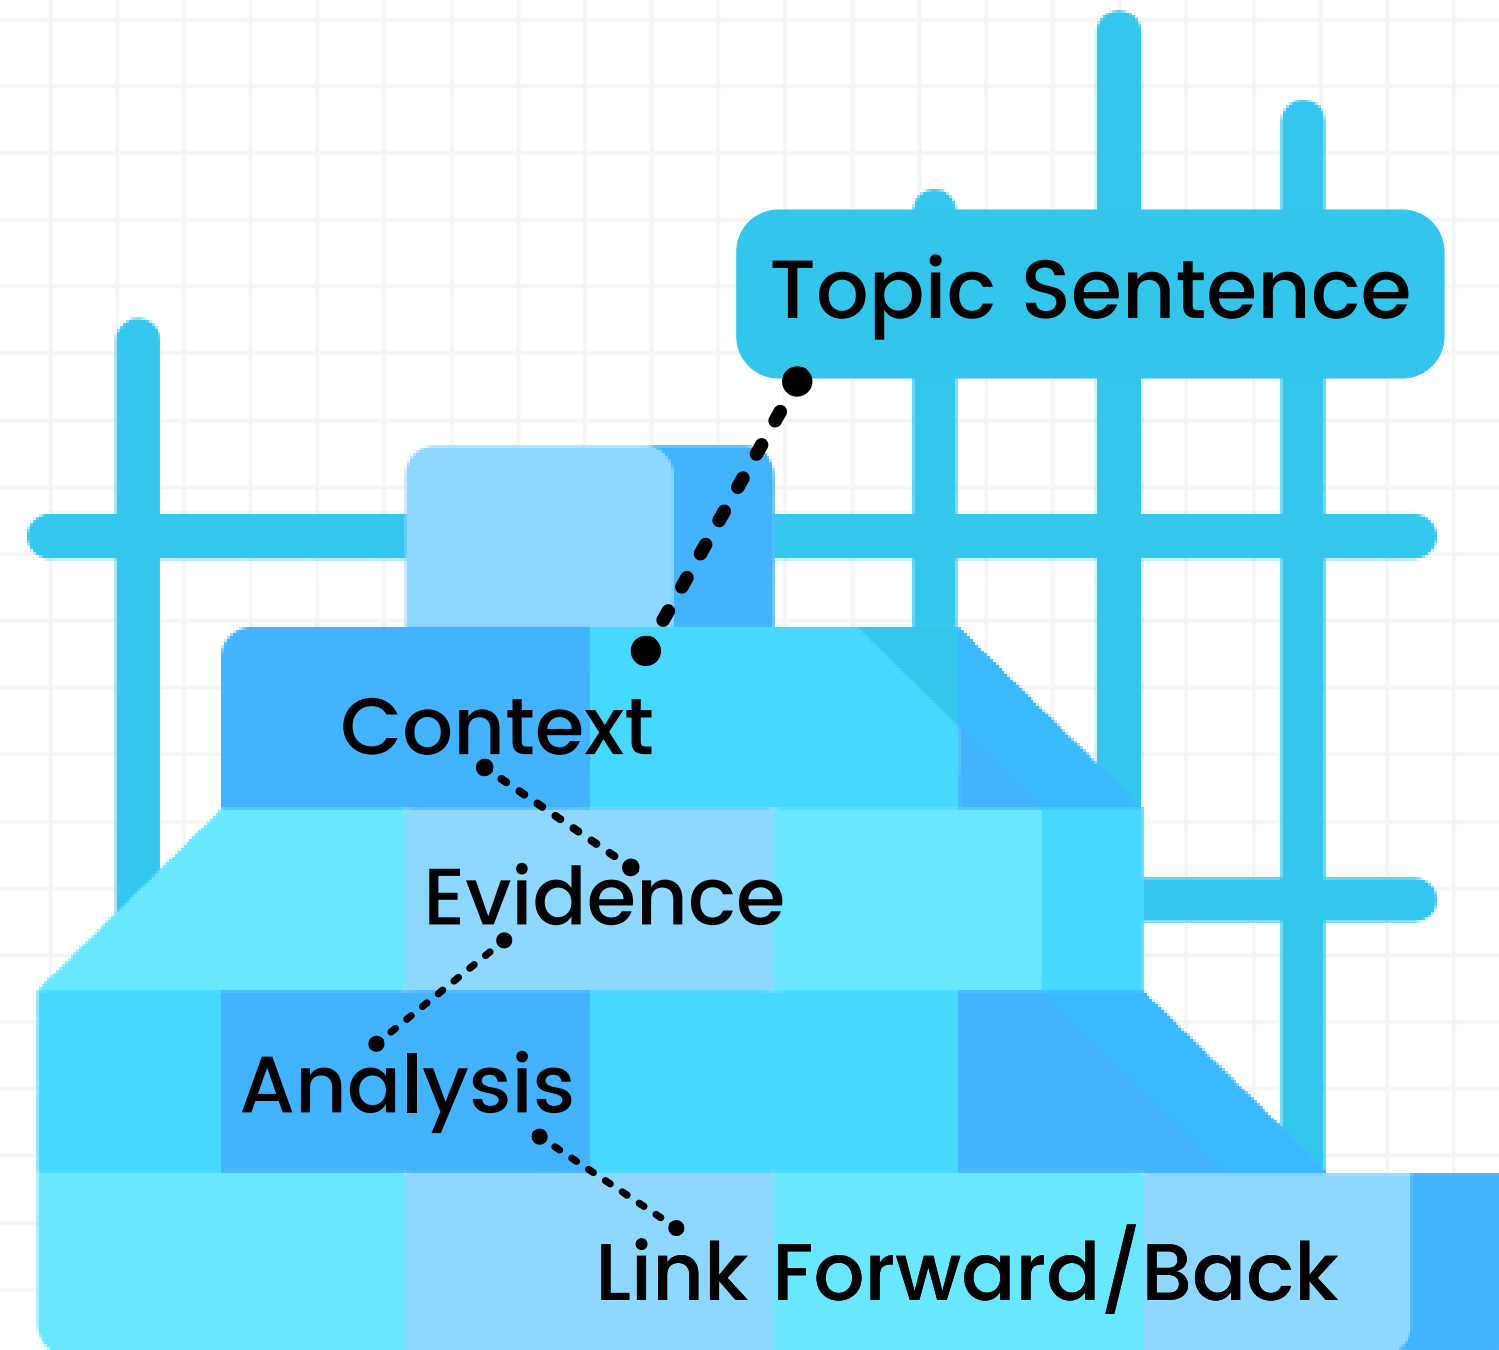 Topic Sentence
Context
Evidence
Analysis
Link Forward/Back